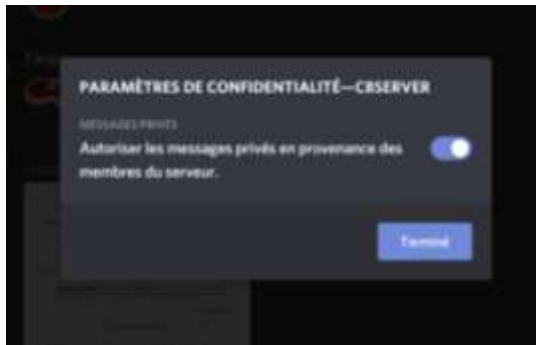 PARAMÈTRES DE CONFIDENTIALITÉ—CBSERVER
MESSAGES PRIVÉS
Autoriser les messages privés en provenance des
membres du serveur.
Terminé